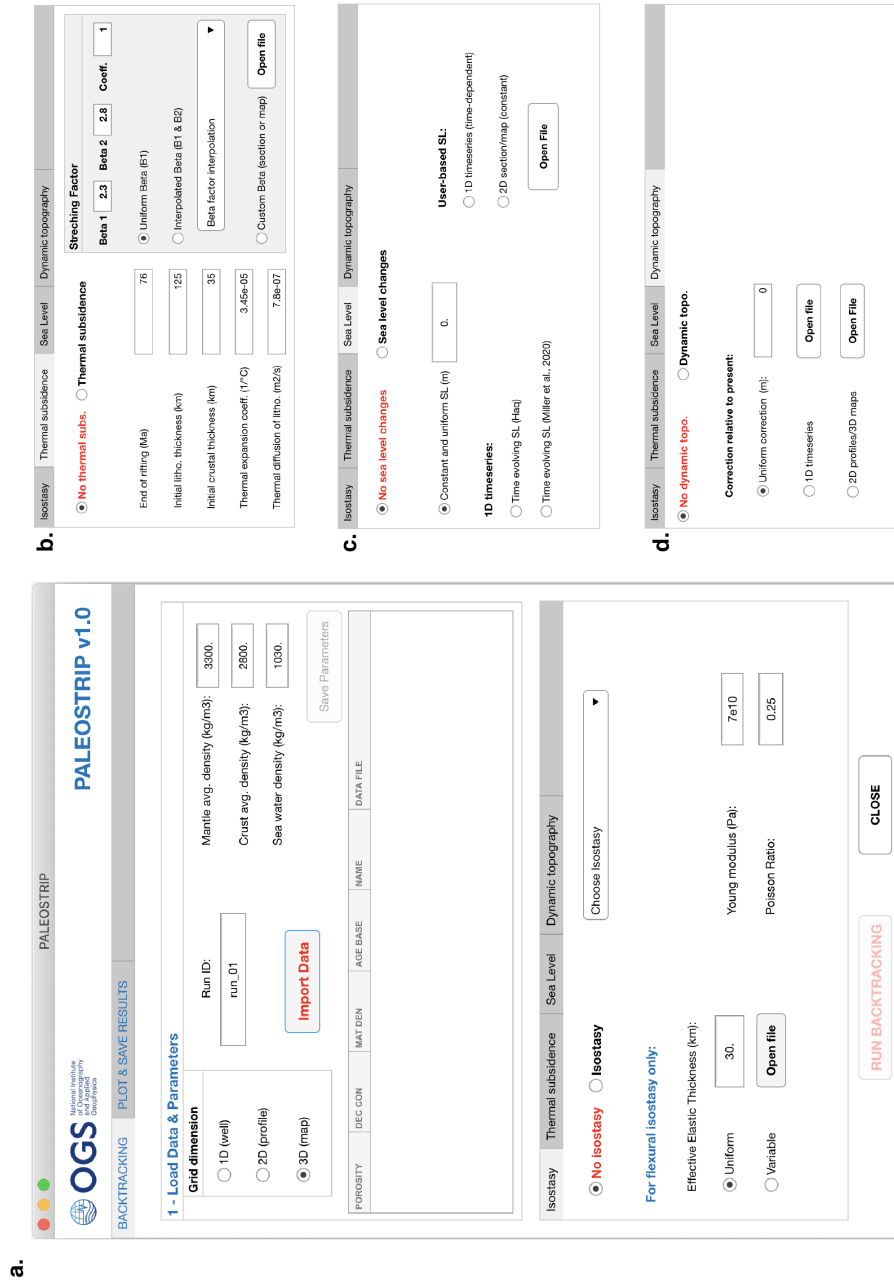 a.
PALEOSTRIP
OGS
National Institute
of Oceanography
and Applied
Geophysics
PALEOSTRIP v1.0
BACKTRACKING PLOT & SAVE RESULTS
1 - Load Data & Parameters
Grid dimension
1D (well)
2D (profile)
3D (map)
Run ID:
run_01
Import Data
Mantle avg. density (kg/m3): 3300.
Crust avg. density (kg/m3): 2800.
Sea water density (kg/m3): 1030.
Save Parameters
POROSITY DEC CON MAT DEN AGE BASE NAME DATA FILE
Isostasy Thermal subsidence Sea Level Dynamic topography
No isostasy Isostasy Choose Isostasy
For flexural isostasy only:
Effective Elastic Thickness (km):
Uniform 30.
Variable Open file
Young modulus (Pa): 7e10
Poisson Ratio: 0.25
RUN BACKTRACKING CLOSE
b.
Isostasy Thermal subsidence Sea Level Dynamic topography
No thermal subs. Thermal subsidence
End of rifting (Ma) 76
Initial litho. thickness (km) 125
Initial crustal thickness (km) 35
Thermal expansion coeff. (1/°C) 3.45e-05
Thermal diffusion of litho. (m2/s) 7.8e-07
Streching Factor
Beta 1 2.3 Beta 2 2.8 Coeff. 1
Uniform Beta (B1)
Interpolated Beta (B1 & B2)
Beta factor interpolation
Custom Beta (section or map) Open file
c.
Isostasy Thermal subsidence Sea Level Dynamic topography
No sea level changes Sea level changes
Constant and uniform SL (m) 0.
1D timeseries:
Time evolving SL (Haq)
Time evolving SL (Miller et al., 2020)
User-based SL:
1D timeseries (time-dependent)
2D section/map (constant)
Open File
d.
Isostasy Thermal subsidence Sea Level Dynamic topography
No dynamic topo. Dynamic topo.
Correction relative to present:
Uniform correction (m): 0
1D timeseries Open file
2D profiles/3D maps Open File